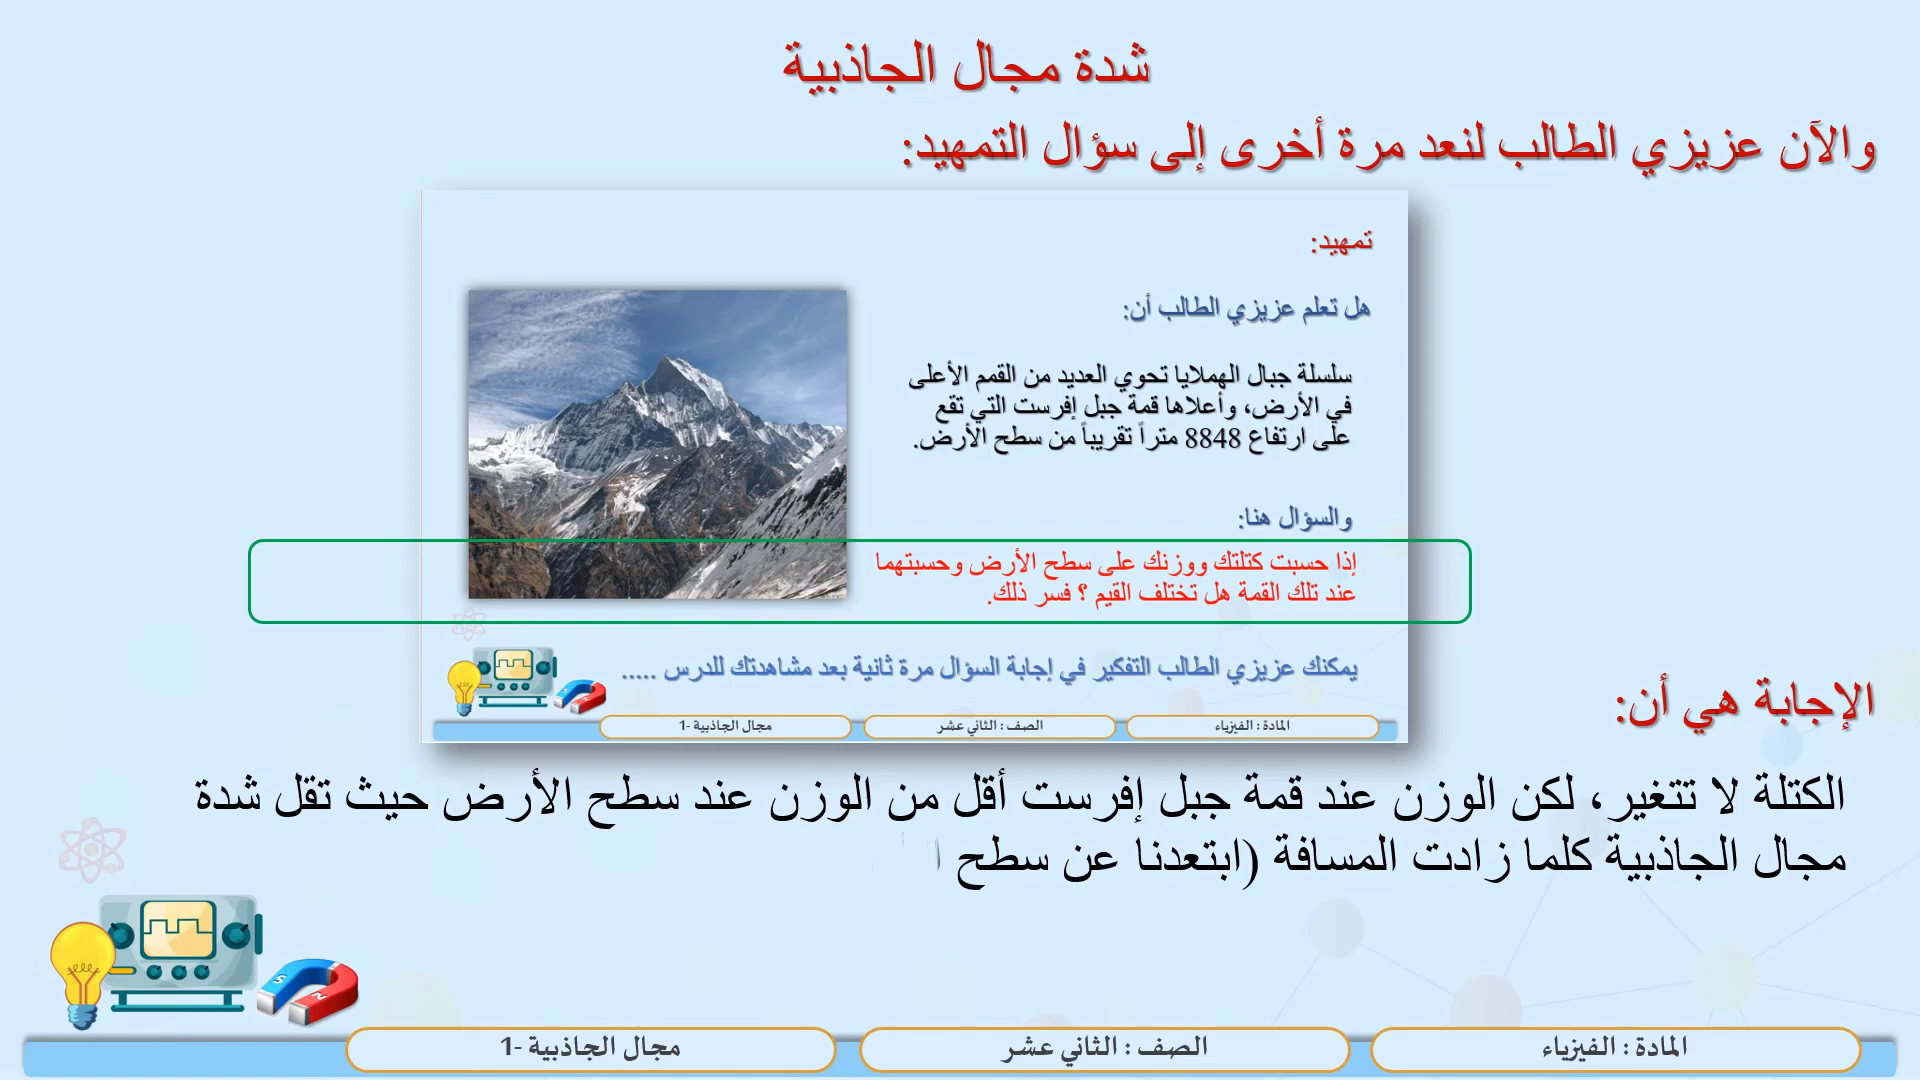 شدة مجال الجاذبية
والآن عزيزي الطالب لنعد مرة أخرى إلى سؤال التمهيد:
تمهيد:
هل تعلم عزيزي الطالب أن:
سلسلة جبال الهملايا تحوي العديد من القمم الأعلى
في الأرض، وأعلاها قمة جبل إفرست التي تقع
على ارتفاع 8848 متراً تقريباً من سطح الأرض.
والسؤال هنا:
إذا حسبت كتلتك ووزنك على سطح الأرض وحسبتهما
عند تلك القمة هل تختلف القيم ؟ فسر ذلك.
يمكنك عزيزي الطالب التفكير في إجابة السؤال مرة ثانية بعد مشاهدتك للدرس .....
المادة : الفيزياء
الصف : الثاني عشر
مجال الجاذبية -1
الإجابة هي أن:
الكتلة لا تتغير، لكن الوزن عند قمة جبل إفرست أقل من الوزن عند سطح الأرض حيث تقل شدة
مجال الجاذبية كلما زادت المسافة (ابتعدنا عن سطح
S
N
المادة : الفيزياء
الصف : الثاني عشر
مجال الجاذبية -1